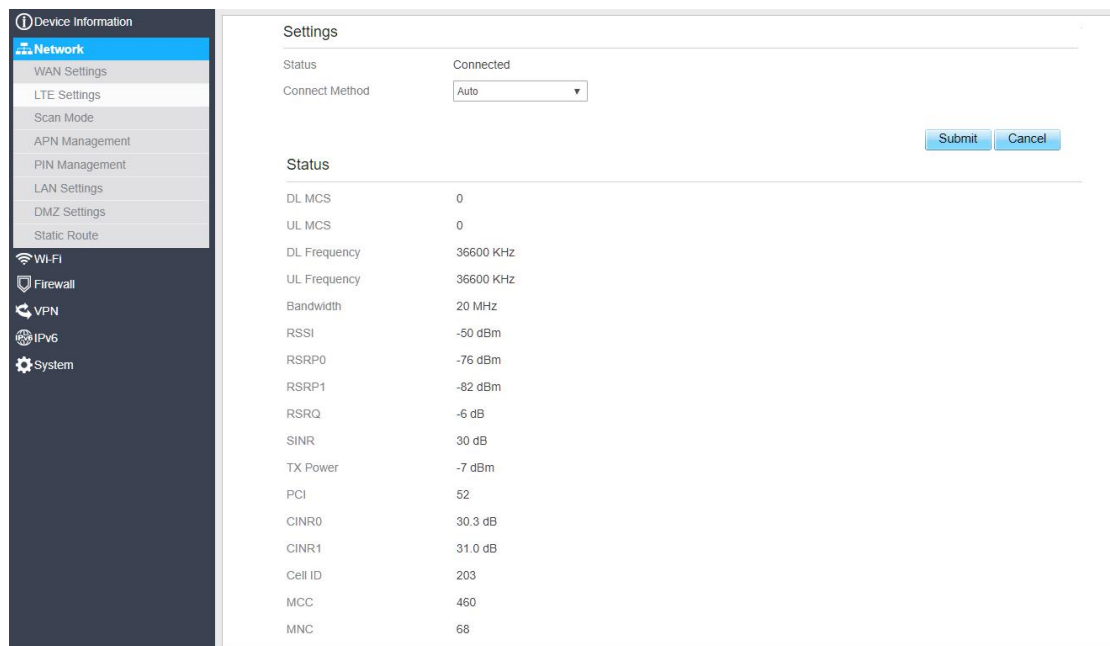 Device Information
Network
WAN Settings
LTE Settings
Scan Mode
APN Management
PIN Management
LAN Settings
DMZ Settings
Static Route
Wi-Fi
Firewall
VPN
IPv6 IPv6
System
Settings
Status Connected
Connect Method Auto
Submit Cancel
Status
DL MCS 0
UL MCS 0
DL Frequency 36600 KHz
UL Frequency 36600 KHz
Bandwidth 20 MHz
RSSI -50 dBm
RSRP0 -76 dBm
RSRP1 -82 dBm
RSRQ -6 dB
SINR 30 dB
TX Power -7 dBm
PCI 52
CINR0 30.3 dB
CINR1 31.0 dB
Cell ID 203
MCC 460
MNC 68